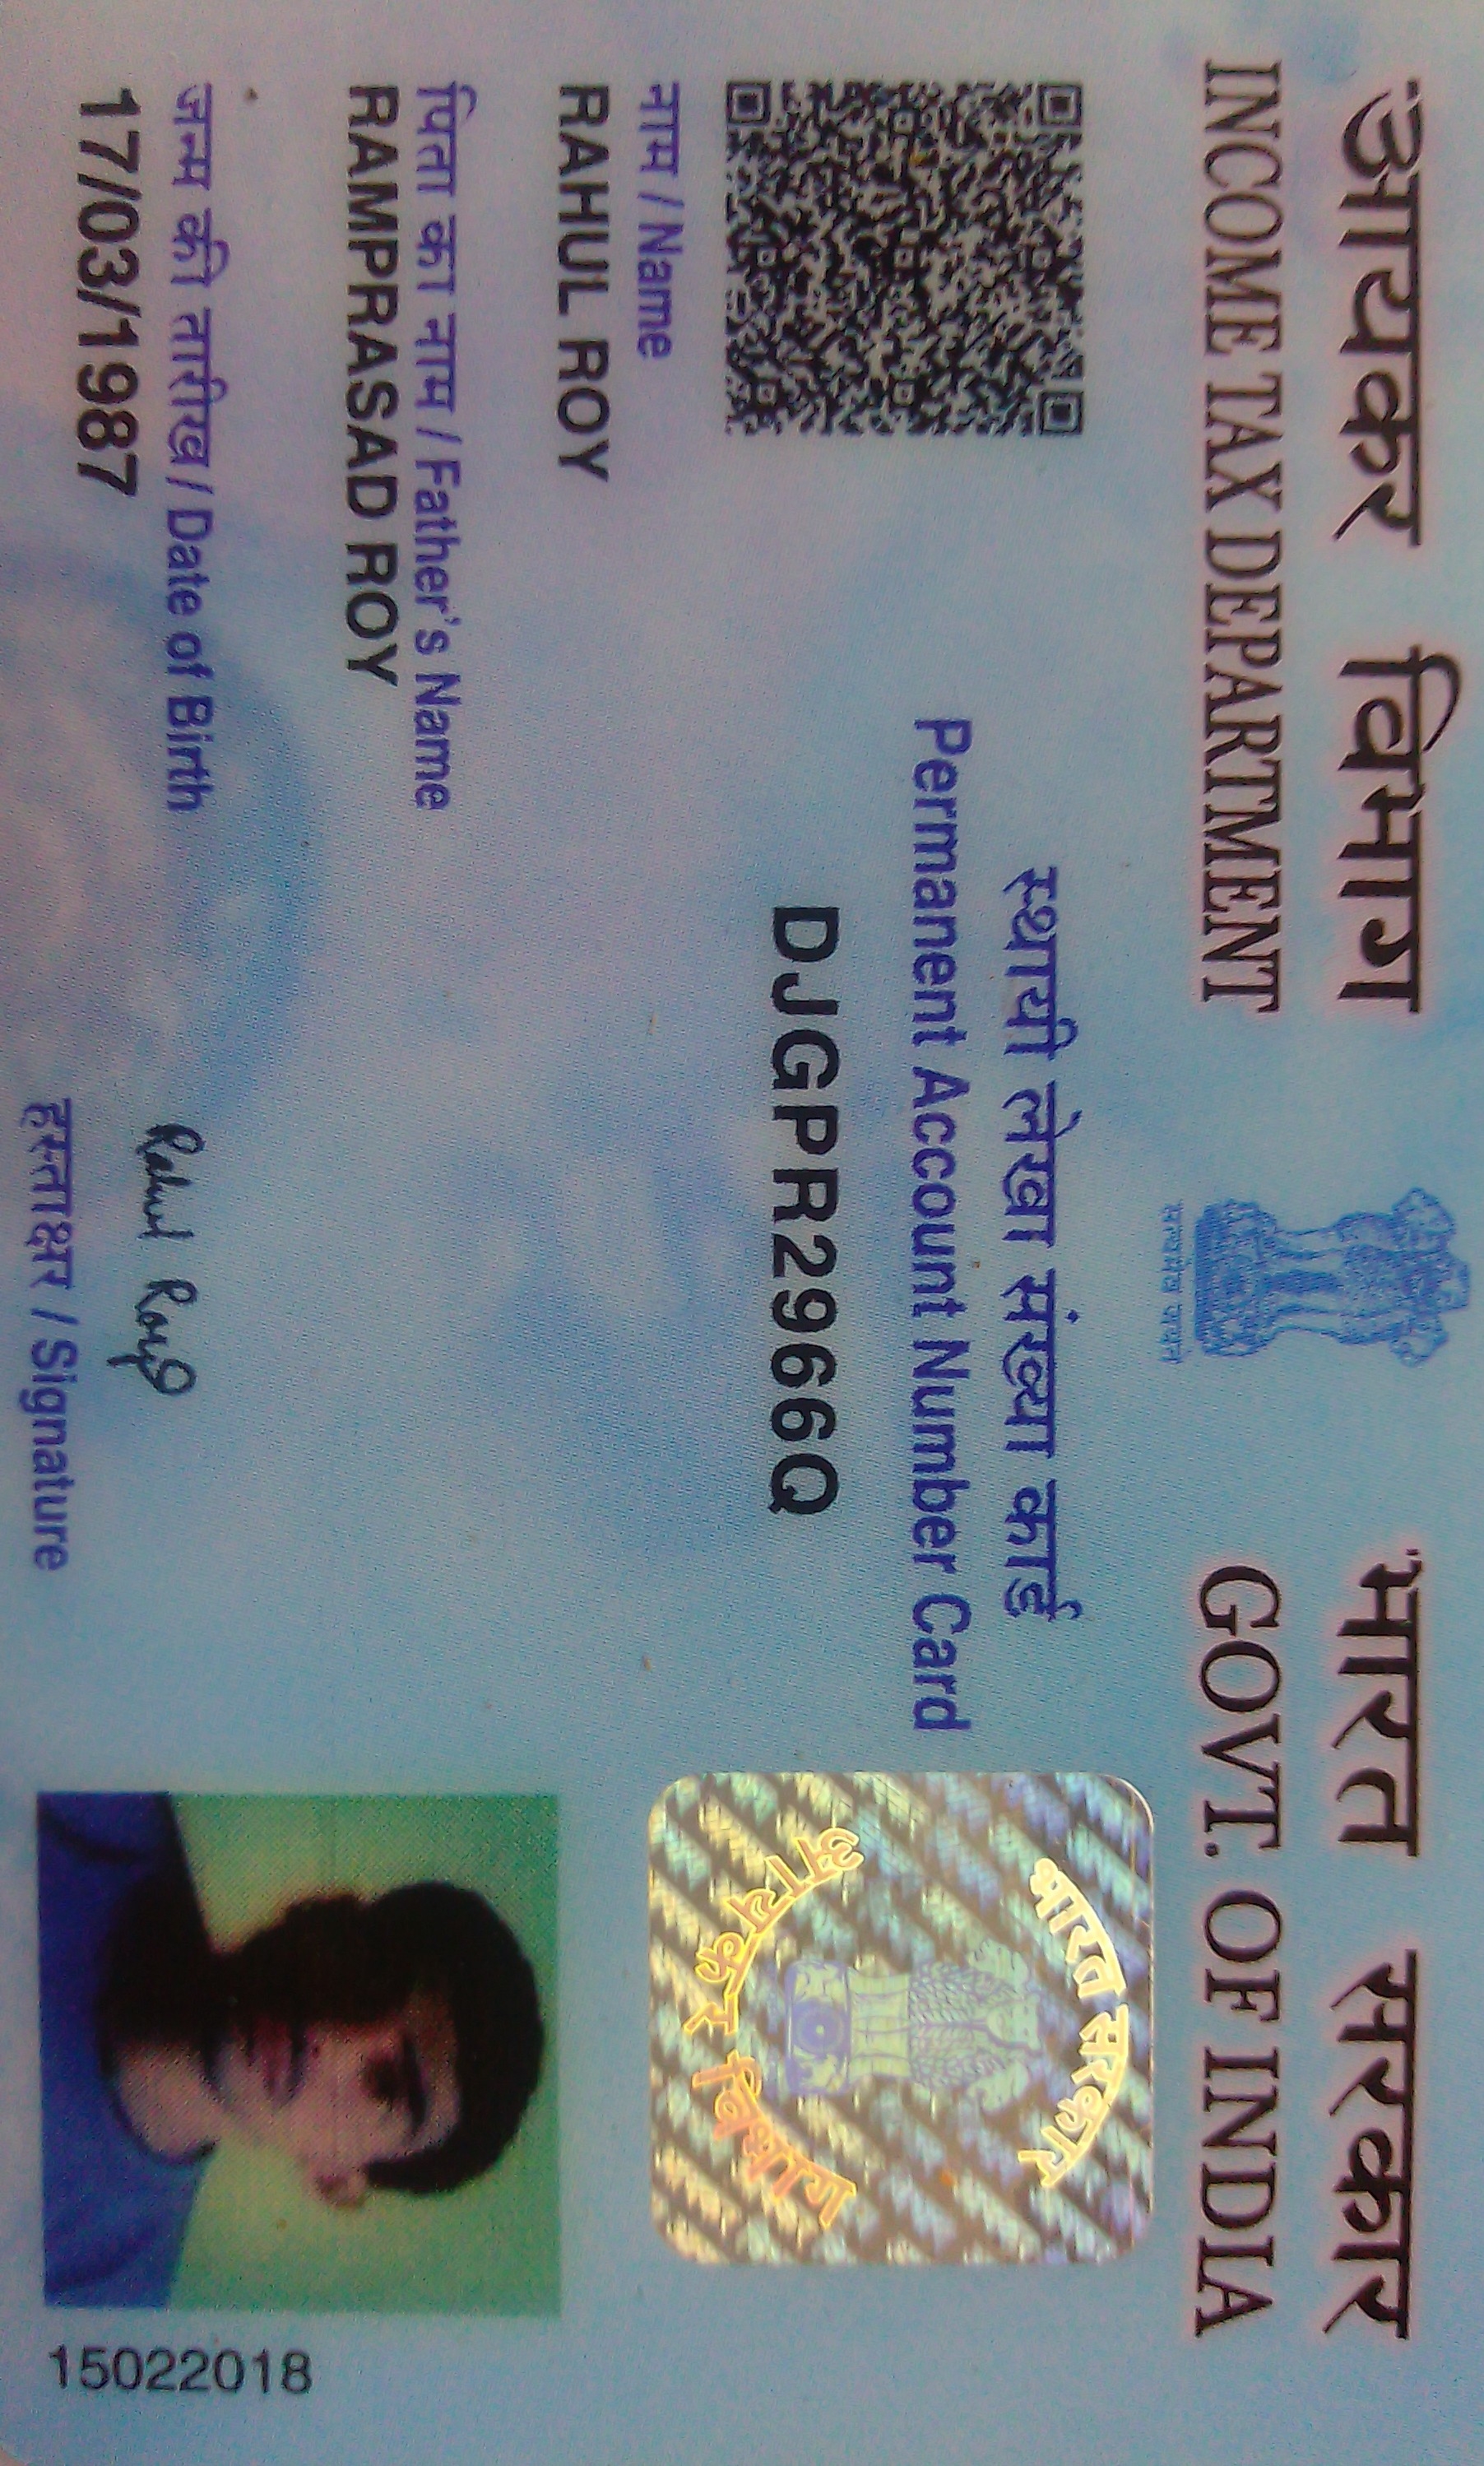 आयकर विभाग
INCOME TAX DEPARTMENT
सत्यमेव जयते
भारत सरकार
GOVT. OF INDIA
स्थायी लेखा संख्या कार्ड
Permanent Account Number Card
DJGPR2966Q
भारत सरकार
आयकर विभाग
नाम / Name
RAHUL ROY
पिता का नाम / Father's Name
RAMPRASAD ROY
जन्म की तारीख / Date of Birth
17/03/1987
Rahul Roy
हस्ताक्षर / Signature
15022018